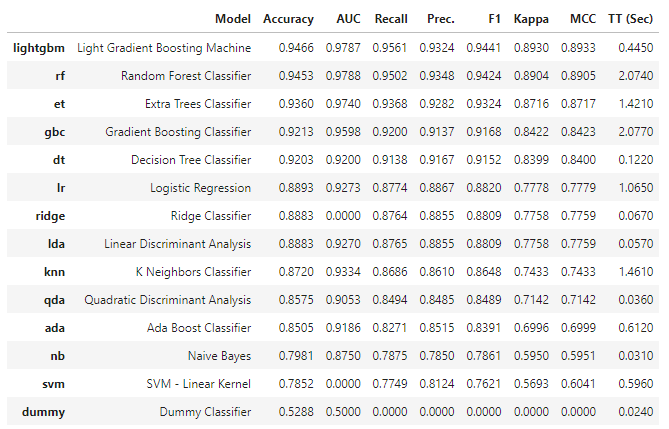 Model Accuracy AUC Recall Prec. F1 Kappa MCC TT (Sec)
lightgbm Light Gradient Boosting Machine 0.9466 0.9787 0.9561 0.9324 0.9441 0.8930 0.8933 0.4450
rf Random Forest Classifier 0.9453 0.9788 0.9502 0.9348 0.9424 0.8904 0.8905 2.0740
et Extra Trees Classifier 0.9360 0.9740 0.9368 0.9282 0.9324 0.8716 0.8717 1.4210
gbc Gradient Boosting Classifier 0.9213 0.9598 0.9200 0.9137 0.9168 0.8422 0.8423 2.0770
dt Decision Tree Classifier 0.9203 0.9200 0.9138 0.9167 0.9152 0.8399 0.8400 0.1220
lr Logistic Regression 0.8893 0.9273 0.8774 0.8867 0.8820 0.7778 0.7779 1.0650
ridge Ridge Classifier 0.8883 0.0000 0.8764 0.8855 0.8809 0.7758 0.7759 0.0670
lda Linear Discriminant Analysis 0.8883 0.9270 0.8765 0.8855 0.8809 0.7758 0.7759 0.0570
knn K Neighbors Classifier 0.8720 0.9334 0.8686 0.8610 0.8648 0.7433 0.7433 1.4610
qda Quadratic Discriminant Analysis 0.8575 0.9053 0.8494 0.8485 0.8489 0.7142 0.7142 0.0360
ada Ada Boost Classifier 0.8505 0.9186 0.8271 0.8515 0.8391 0.6996 0.6999 0.6120
nb Naive Bayes 0.7981 0.8750 0.7875 0.7850 0.7861 0.5950 0.5951 0.0310
svm SVM - Linear Kernel 0.7852 0.0000 0.7749 0.8124 0.7621 0.5693 0.6041 0.5960
dummy Dummy Classifier 0.5288 0.5000 0.0000 0.0000 0.0000 0.0000 0.0000 0.0240